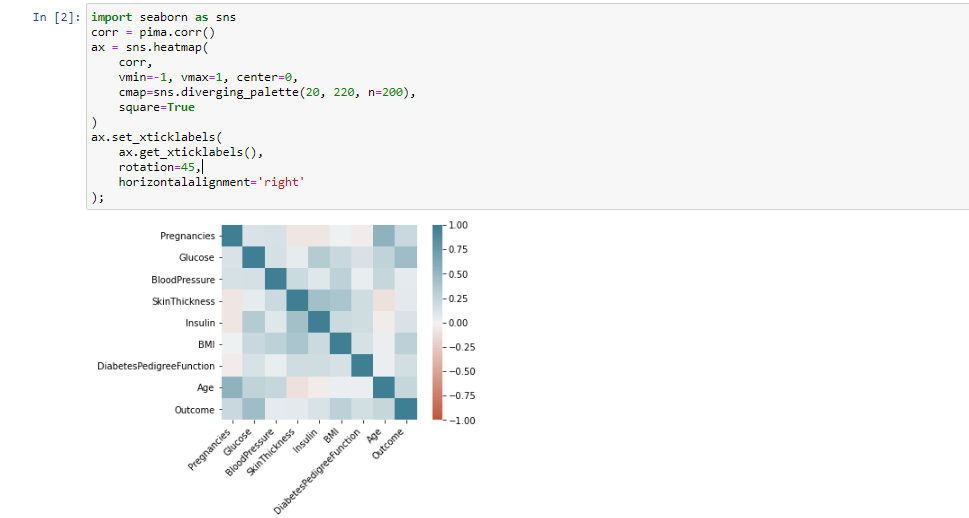 In [2]: import seaborn as sns
corr = pima.corr()
ax = sns.heatmap(
    corr,
    vmin=-1, vmax=1, center=0,
    cmap=sns.diverging_palette(20, 220, n=200),
    square=True
)
ax.set_xticklabels(
    ax.get_xticklabels(),
    rotation=45,
    horizontalalignment='right'
);
Pregnancies
Glucose
BloodPressure
SkinThickness
Insulin
BMI
DiabetesPedigreeFunction
Age
Outcome
1.00
0.75
0.50
0.25
0.00
−0.25
−0.50
−0.75
−1.00
Pregnancies
Glucose
BloodPressure
SkinThickness
Insulin
BMI
DiabetesPedigreeFunction
Age
Outcome